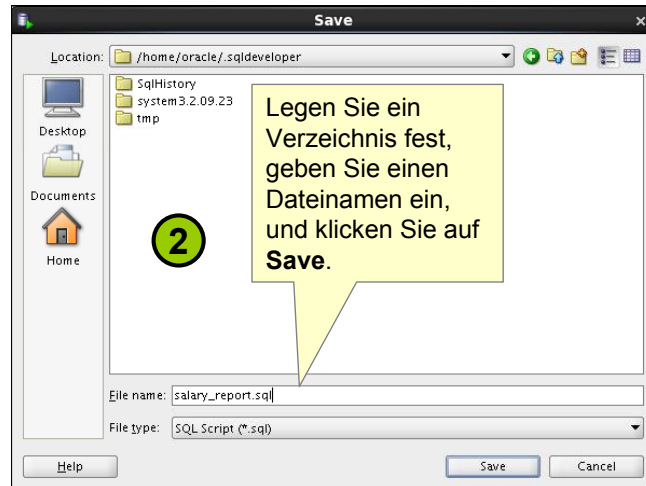 Save
Location: /home/oracle/.sqldeveloper
SqlHistory
system3.2.09.23
tmp
Desktop
Documents
Home
2
Legen Sie ein
Verzeichnis fest,
geben Sie einen
Dateinamen ein,
und klicken Sie auf
Save.
File name: salary_report.sql
File type: SQL Script (*.sql)
Help
Save
Cancel